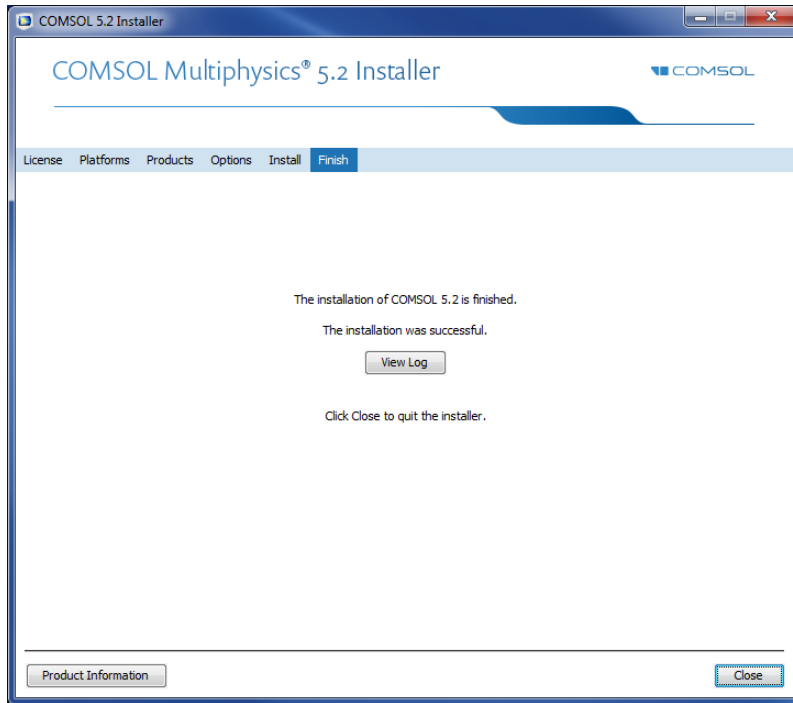 COMSOL 5.2 Installer
COMSOL Multiphysics® 5.2 Installer
COMSOL
License Platforms Products Options Install Finish
The installation of COMSOL 5.2 is finished.
The installation was successful.
View Log
Click Close to quit the installer.
Product Information Close